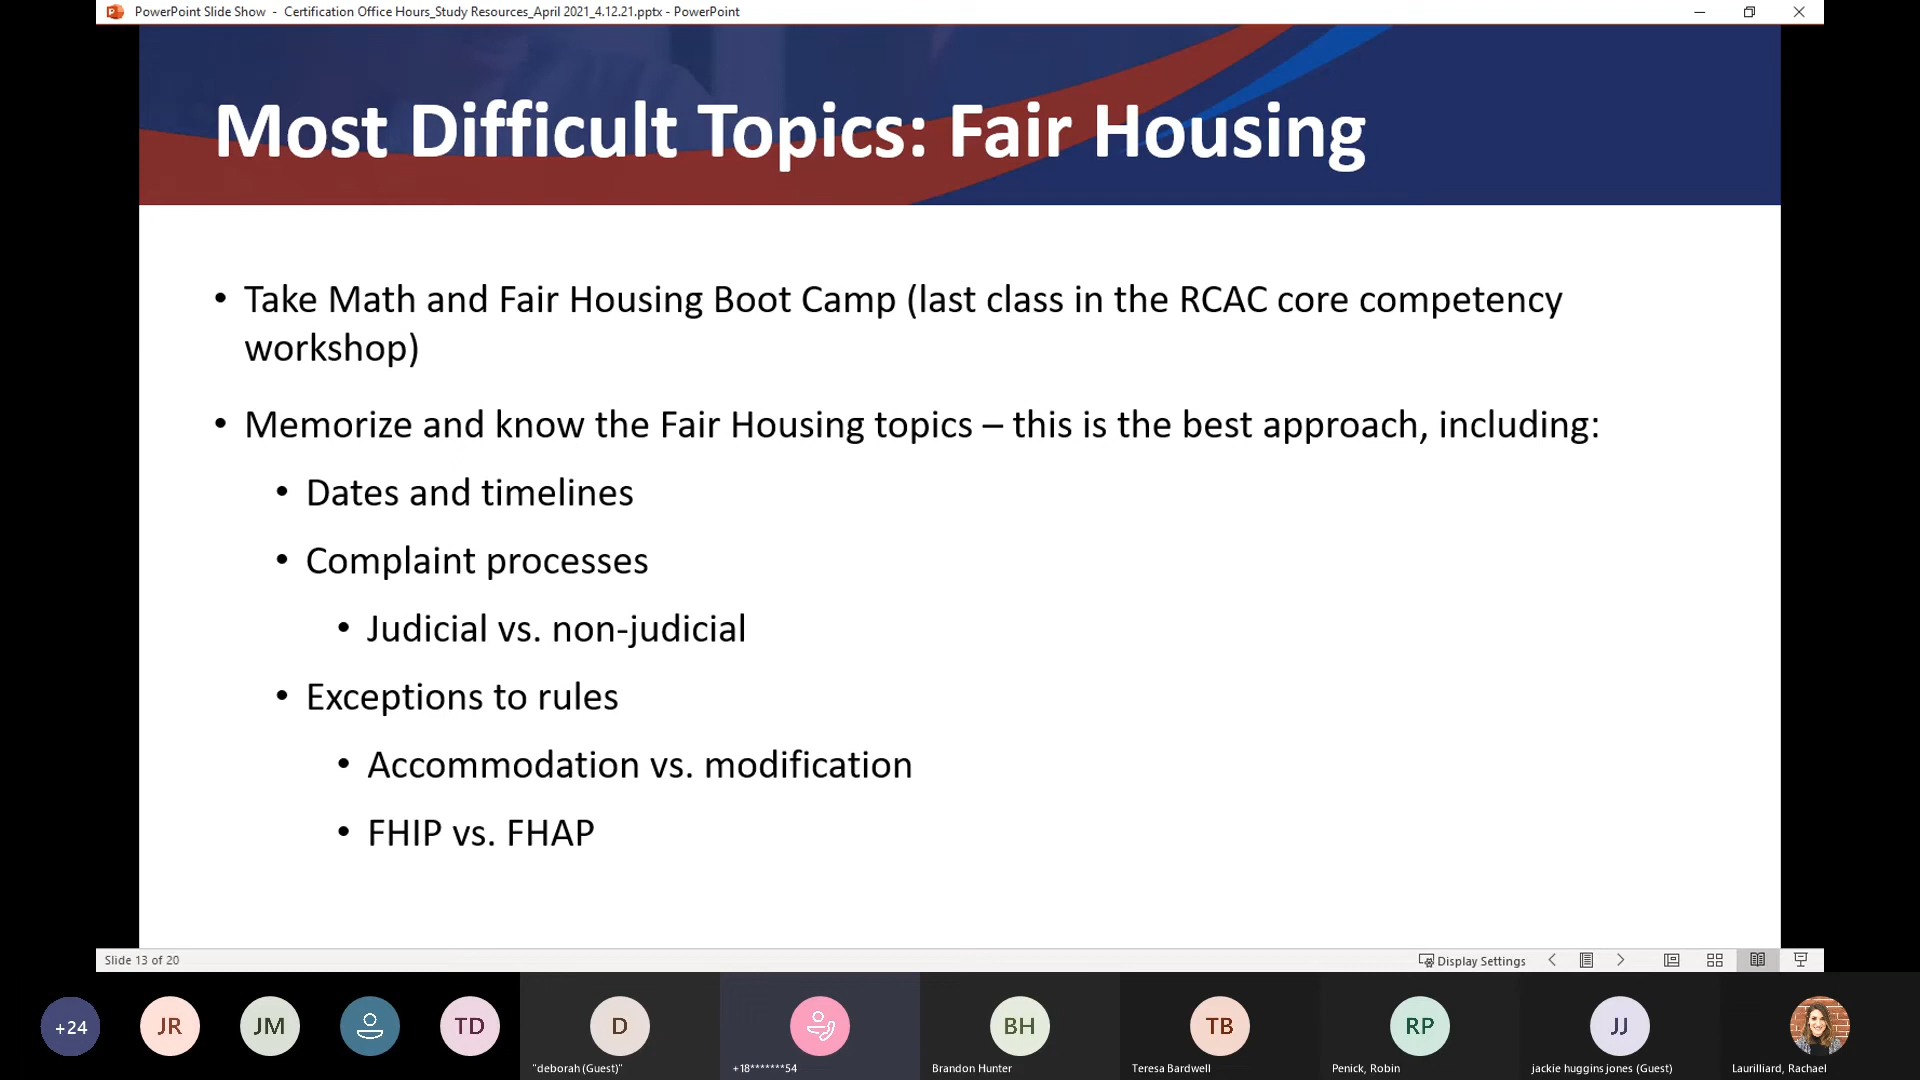 PowerPoint Slide Show - Certification Office Hours_Study Resources_April 2021_4.12.21.pptx - PowerPoint
Most Difficult Topics: Fair Housing
• Take Math and Fair Housing Boot Camp (last class in the RCAC core competency
workshop)
• Memorize and know the Fair Housing topics – this is the best approach, including:
• Dates and timelines
• Complaint processes
• Judicial vs. non-judicial
• Exceptions to rules
• Accommodation vs. modification
• FHIP vs. FHAP
Slide 13 of 20
Display Settings
+24
JR
JM
TD
D
BH
TB
RP
JJ
"deborah (Guest)"
+18*******54
Brandon Hunter
Teresa Bardwell
Penick, Robin
jackie huggins jones (Guest)
Laurilliard, Rachael